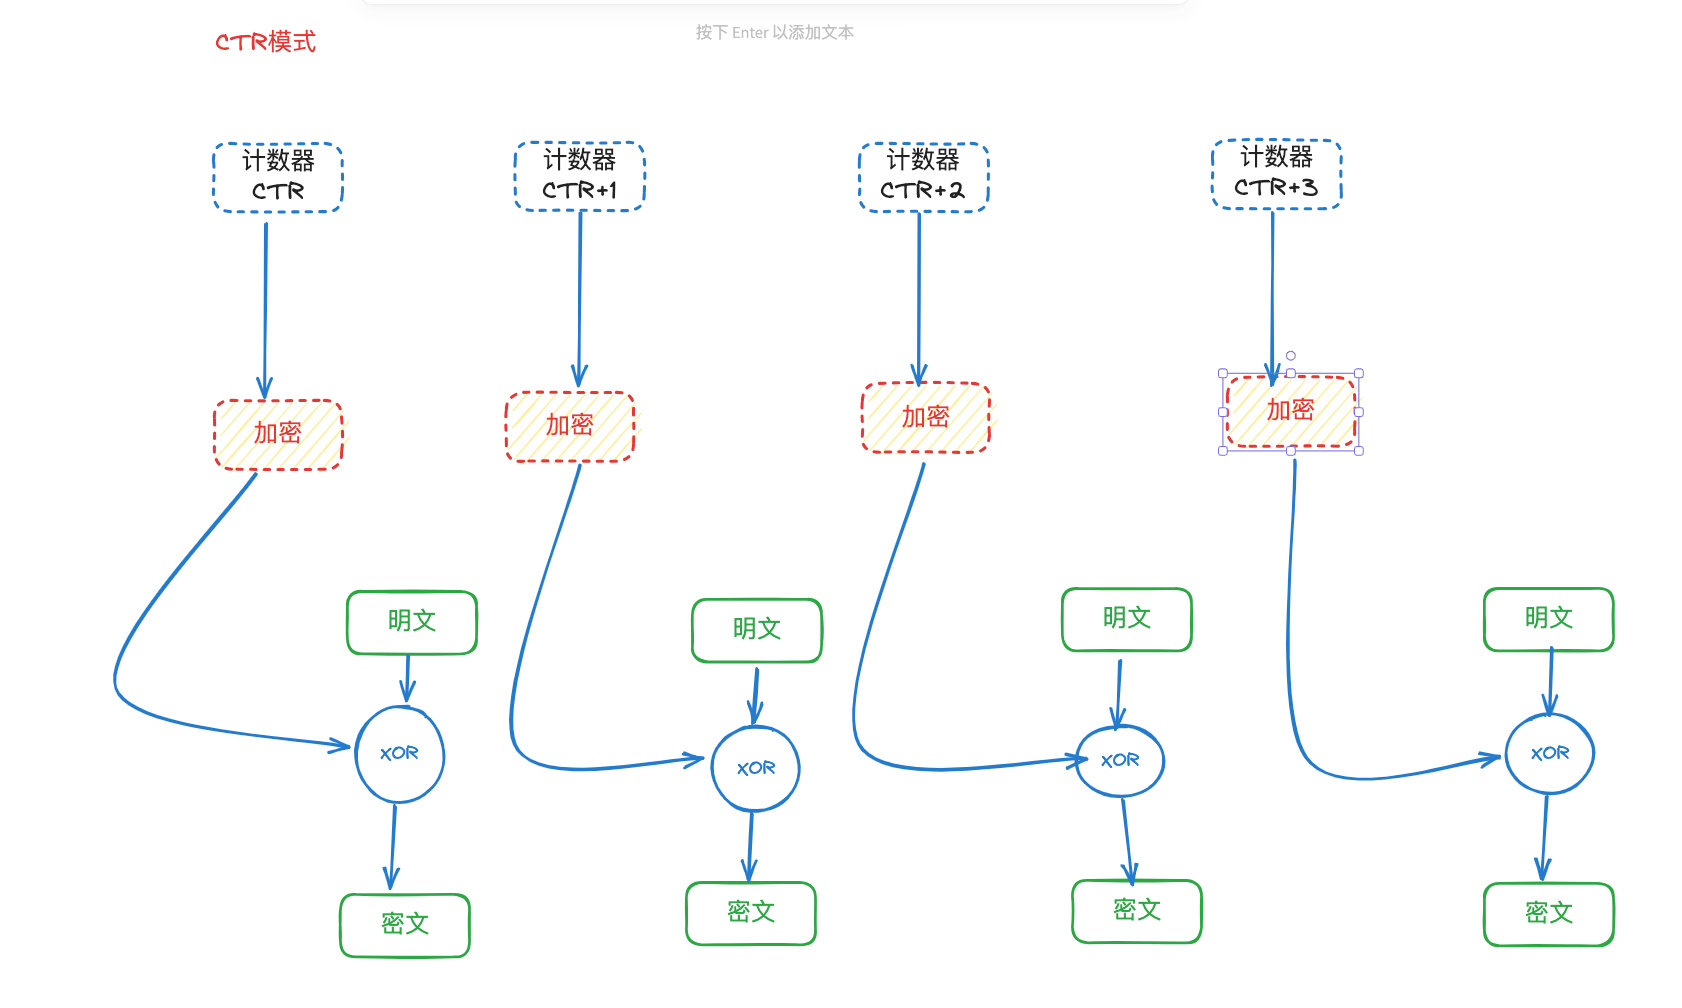 按下 Enter 以添加文本
CTR模式
计数器
CTR
计数器
CTR+1
计数器
CTR+2
计数器
CTR+3
加密
加密
加密
加密
明文
明文
明文
明文
XOR
XOR
XOR
XOR
密文
密文
密文
密文